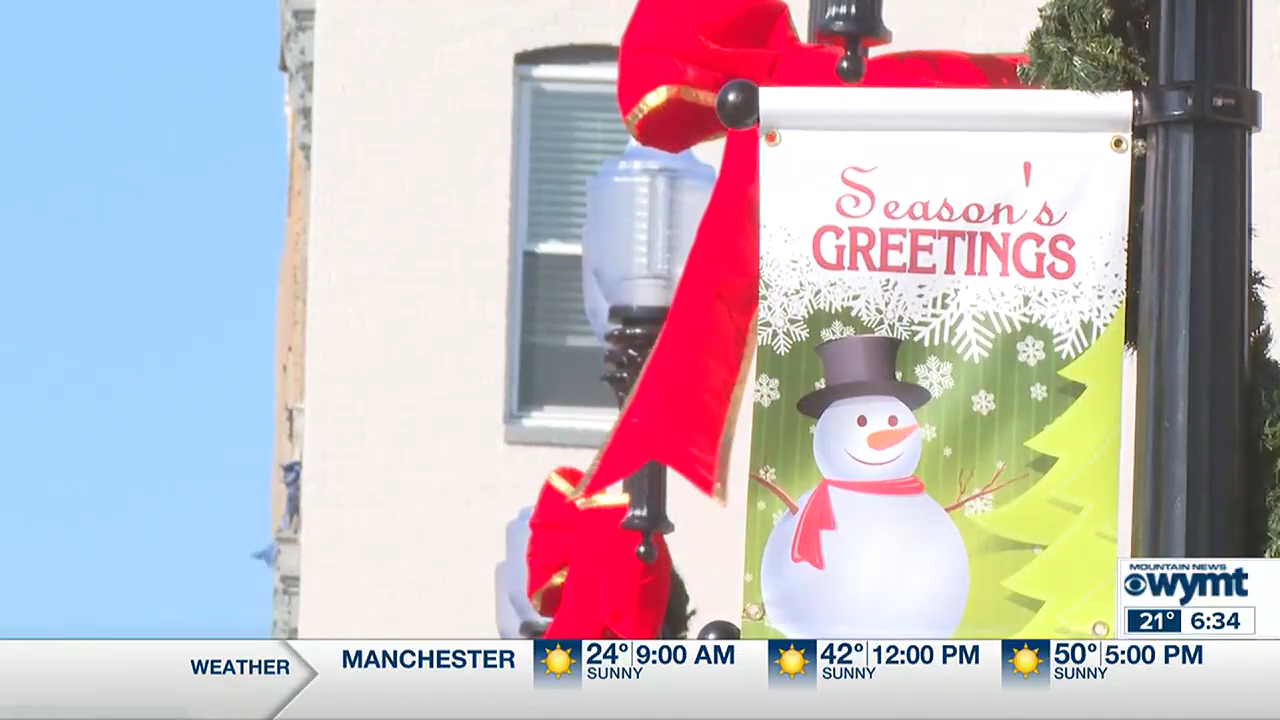 Season's
GREETINGS
MOUNTAIN NEWS
wymt
21° 6:34
WEATHER
MANCHESTER
24° 9:00 AM
SUNNY
42° 12:00 PM
SUNNY
50° 5:00 PM
SUNNY